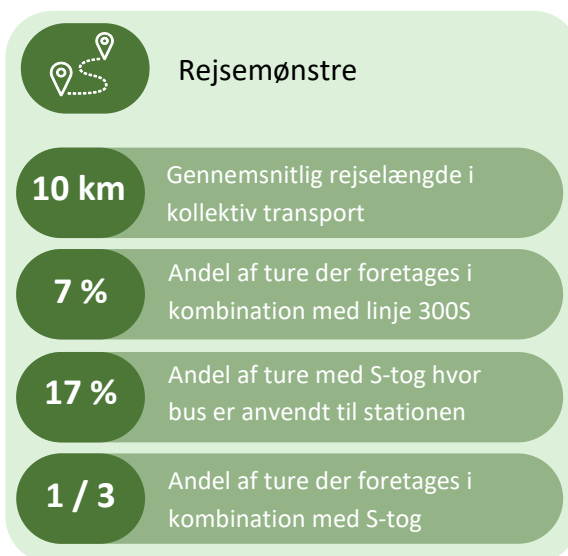 Rejsemønstre
10 km
Gennemsnitlig rejselængde i
kollektiv transport
7 %
Andel af ture der foretages i
kombination med linje 300S
17 %
Andel af ture med S-tog hvor
bus er anvendt til stationen
1 / 3
Andel af ture der foretages i
kombination med S-tog